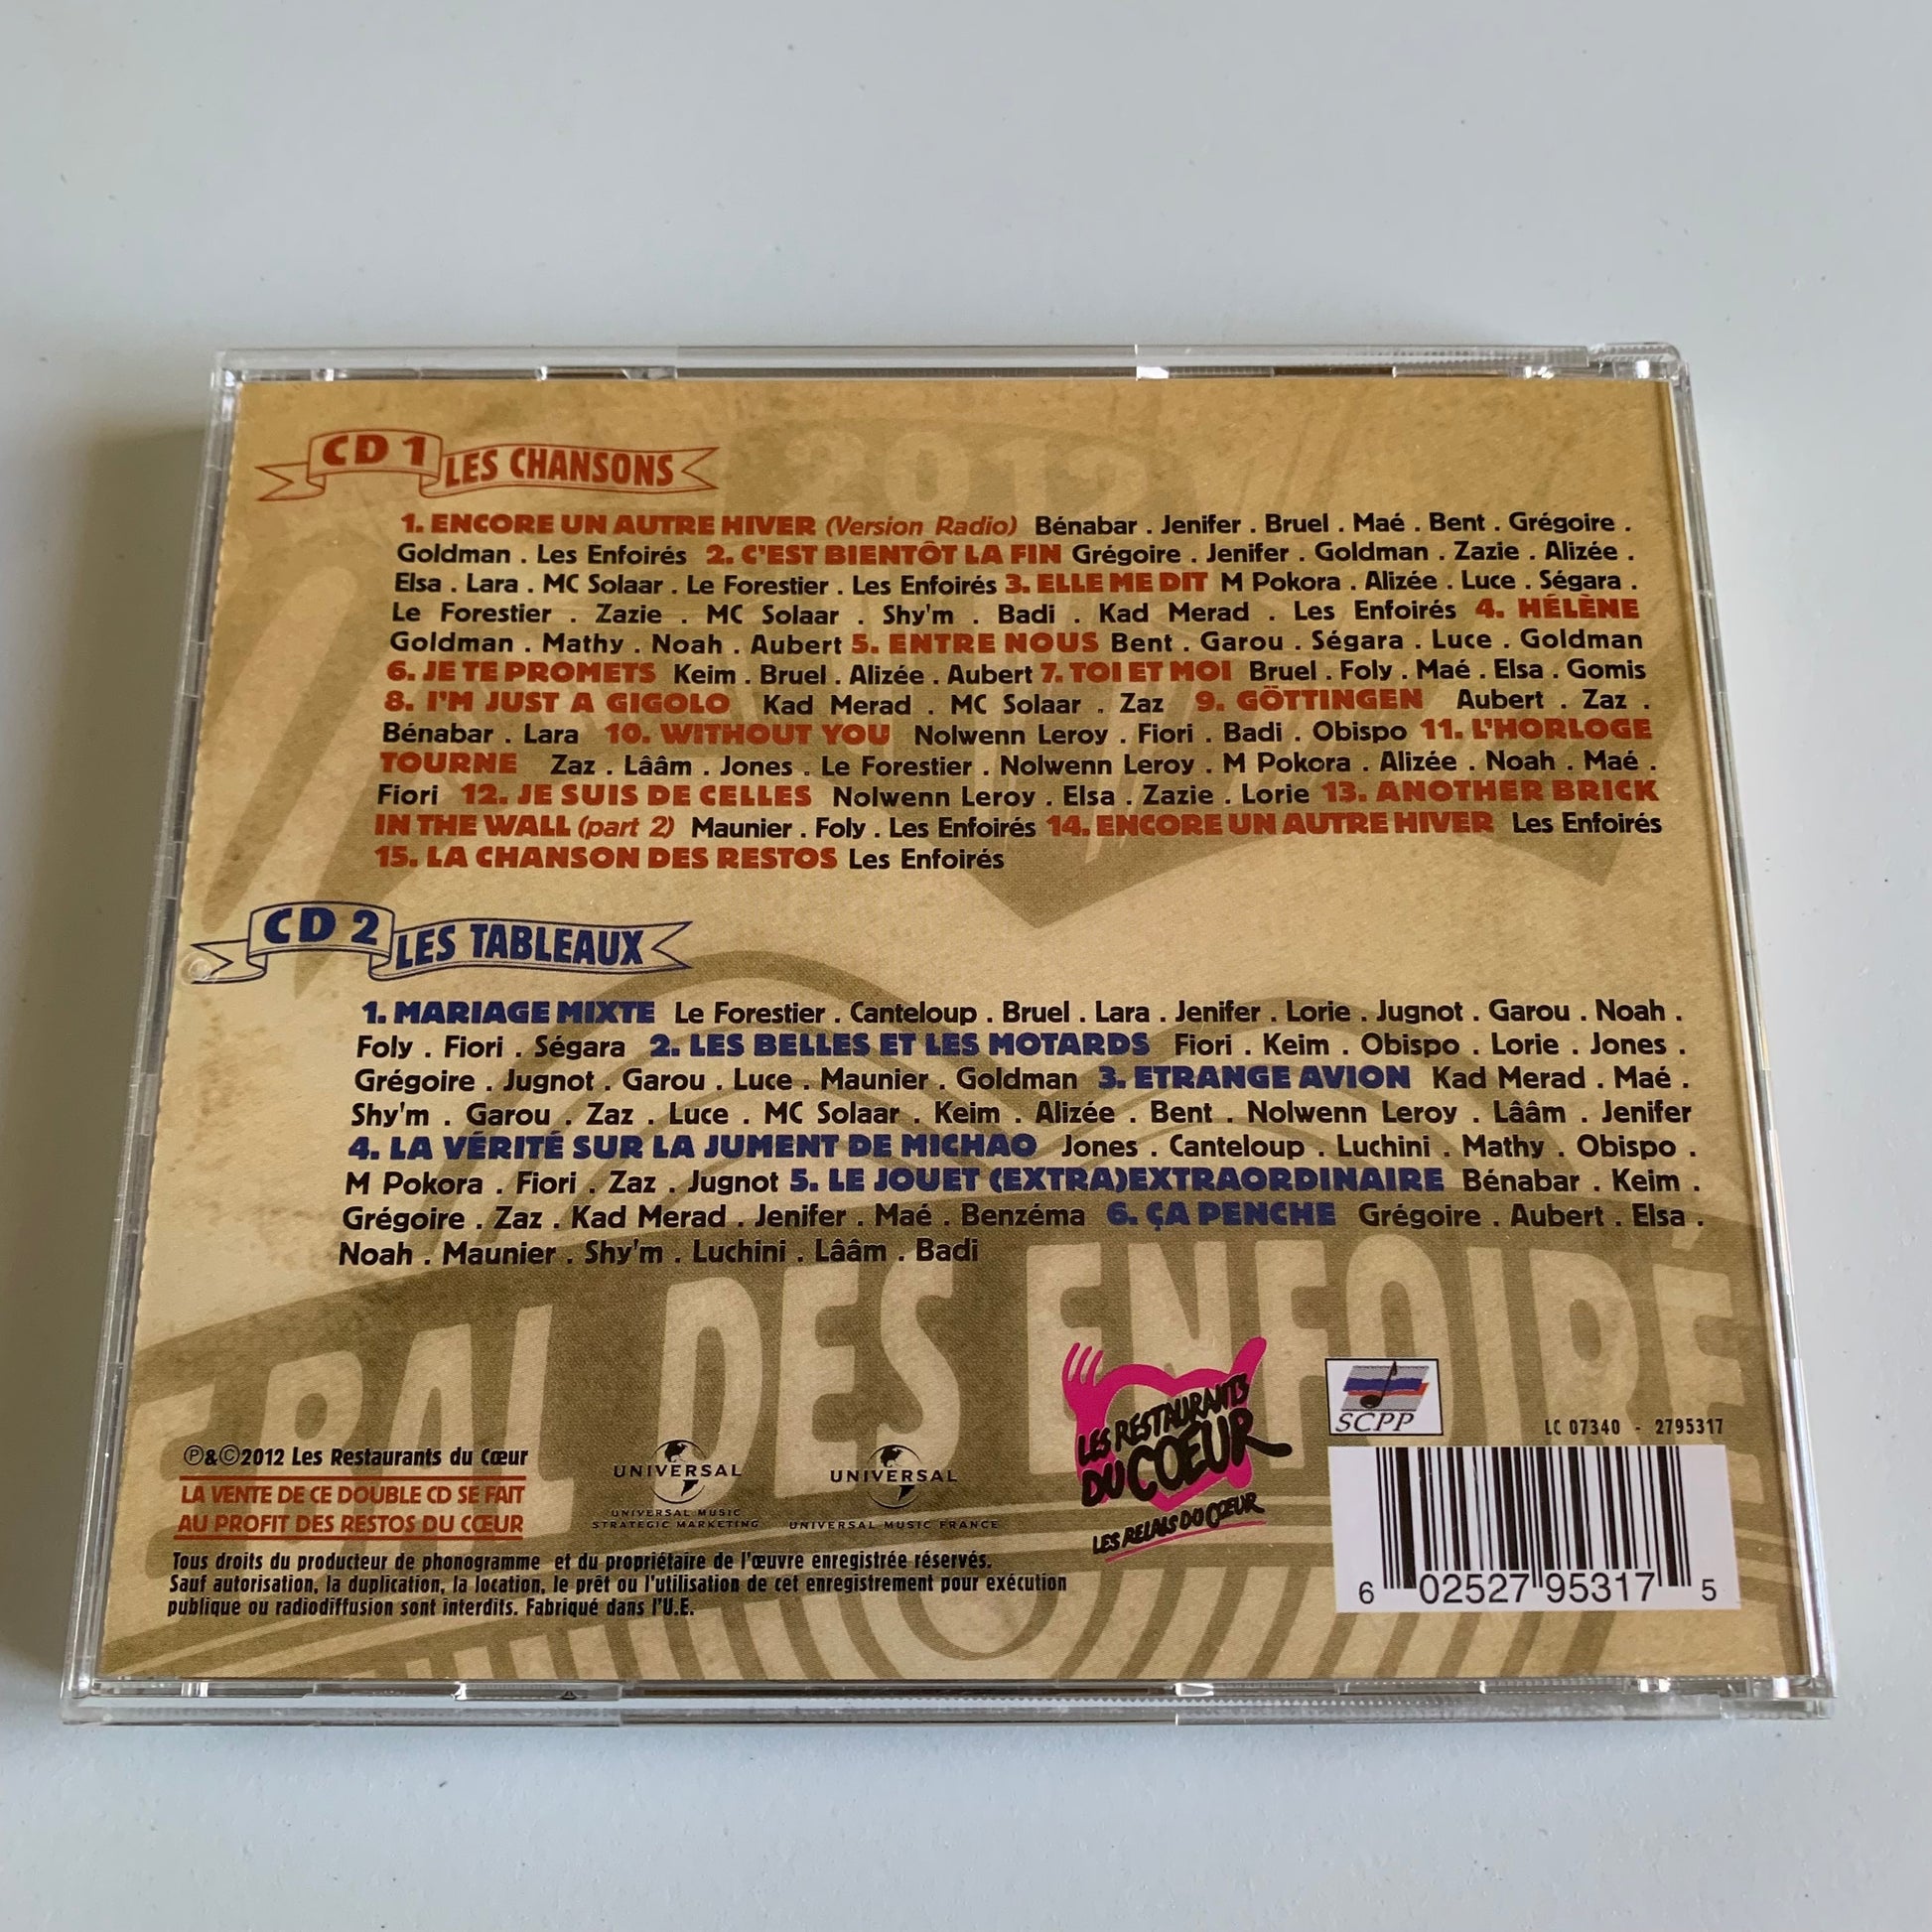 2012
CD 1 LES CHANSONS
1. ENCORE UN AUTRE HIVER (Version Radio) Bénabar . Jenifer . Bruel . Maé . Bent . Grégoire .
Goldman . Les Enfoirés 2. C'EST BIENTÔT LA FIN Grégoire . Jenifer . Goldman . Zazie . Alizée .
Elsa . Lara . MC Solaar . Le Forestier . Les Enfoirés 3. ELLE ME DIT M Pokora . Alizée . Luce . Ségara .
Le Forestier . Zazie . MC Solaar . Shy'm . Badi . Kad Merad . Les Enfoirés 4. HÉLÈNE
Goldman . Mathy . Noah . Aubert 5. ENTRE NOUS Bent . Garou . Ségara . Luce . Goldman
6. JE TE PROMETS Keim . Bruel . Alizée . Aubert 7. TOI ET MOI Bruel . Foly . Maé . Elsa . Gomis
8. I'M JUST A GIGOLO Kad Merad . MC Solaar . Zaz 9. GÖTTINGEN Aubert . Zaz .
Bénabar . Lara 10. WITHOUT YOU Nolwenn Leroy . Fiori . Badi . Obispo 11. L'HORLOGE
TOURNE Zaz . Lââm . Jones . Le Forestier . Nolwenn Leroy . M Pokora . Alizée . Noah . Maé .
Fiori 12. JE SUIS DE CELLES Nolwenn Leroy . Elsa . Zazie . Lorie 13. ANOTHER BRICK
IN THE WALL (part 2) Maunier . Foly . Les Enfoirés 14. ENCORE UN AUTRE HIVER Les Enfoirés
15. LA CHANSON DES RESTOS Les Enfoirés
CD 2 LES TABLEAUX
1. MARIAGE MIXTE Le Forestier . Canteloup . Bruel . Lara . Jenifer . Lorie . Jugnot . Garou . Noah .
Foly . Fiori . Ségara 2. LES BELLES ET LES MOTARDS Fiori . Keim . Obispo . Lorie . Jones .
Grégoire . Jugnot . Garou . Luce . Maunier . Goldman 3. ETRANGE AVION Kad Merad . Maé .
Shy'm . Garou . Zaz . Luce . MC Solaar . Keim . Alizée . Bent . Nolwenn Leroy . Lââm . Jenifer
4. LA VÉRITÉ SUR LA JUMENT DE MICHAO Jones . Canteloup . Luchini . Mathy . Obispo .
M Pokora . Fiori . Zaz . Jugnot 5. LE JOUET (EXTRA)EXTRAORDINAIRE Bénabar . Keim .
Grégoire . Zaz . Kad Merad . Jenifer . Maé . Benzéma 6. ÇA PENCHE Grégoire . Aubert . Elsa .
Noah . Maunier . Shy'm . Luchini . Lââm . Badi
E BAL DES ENFOIRÉ
℗&©2012 Les Restaurants du Cœur
LA VENTE DE CE DOUBLE CD SE FAIT
AU PROFIT DES RESTOS DU CŒUR
UNIVERSAL
UNIVERSAL MUSIC
STRATEGIC MARKETING
UNIVERSAL
UNIVERSAL MUSIC FRANCE
LES RESTAURANTS
DU CŒUR
LES RELAIS DU CŒUR
SCPP
LC 07340 - 2795317
6 02527 95317 5
Tous droits du producteur de phonogramme et du propriétaire de l'œuvre enregistrée réservés.
Sauf autorisation, la duplication, la location, le prêt ou l'utilisation de cet enregistrement pour exécution
publique ou radiodiffusion sont interdits. Fabriqué dans l'U.E.